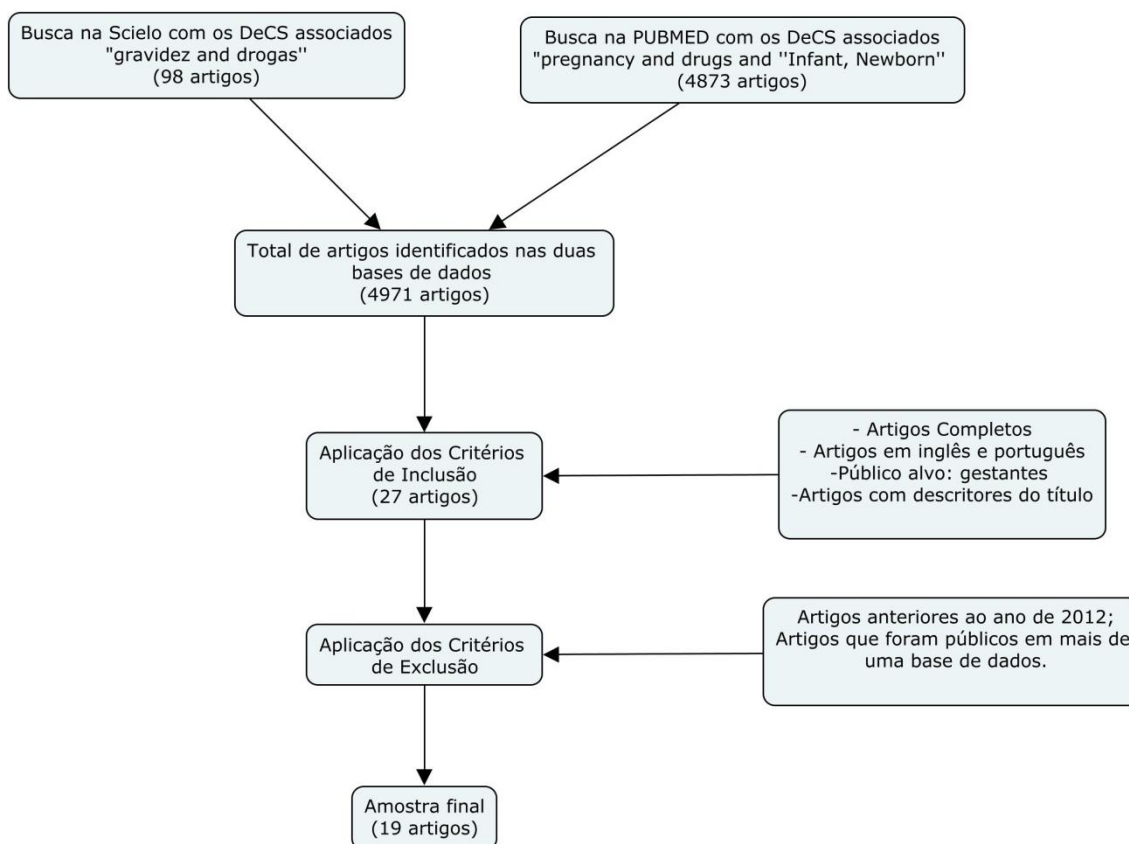 Busca na Scielo com os DeCS associados
"gravidez and drogas''
(98 artigos)
Busca na PUBMED com os DeCS associados
"pregnancy and drugs and ''Infant, Newborn"
(4873 artigos)
Total de artigos identificados nas duas
bases de dados
(4971 artigos)
Aplicação dos Critérios
de Inclusão
(27 artigos)
- Artigos Completos
- Artigos em inglês e português
-Público alvo: gestantes
-Artigos com descritores do título
Aplicação dos Critérios
de Exclusão
Artigos anteriores ao ano de 2012;
Artigos que foram públicos em mais de
uma base de dados.
Amostra final
(19 artigos)